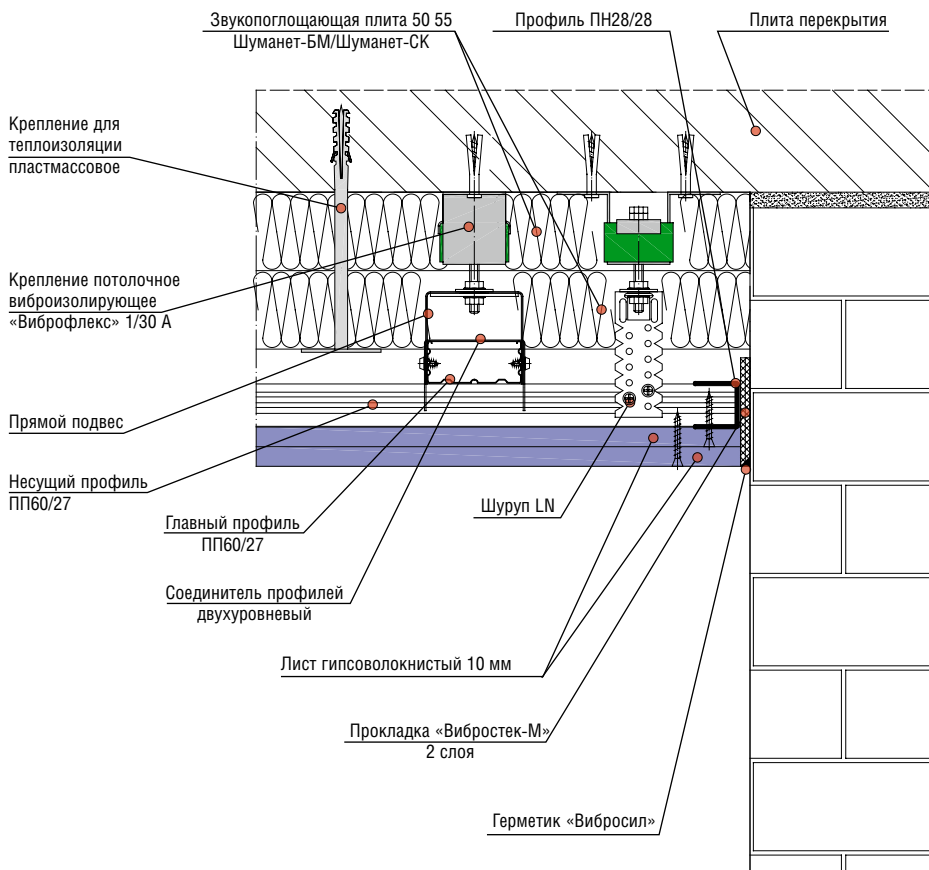 Звукопоглощающая плита 50 55
Шуманет-БМ/Шуманет-СК
Профиль ПН28/28
Плита перекрытия
Крепление для
теплоизоляции
пластмассовое
Крепление потолочное
виброизолирующее
«Виброфлекс» 1/30 А
Прямой подвес
Несущий профиль
ПП60/27
Главный профиль
ПП60/27
Шуруп LN
Соединитель профилей
двухуровневый
Лист гипсоволокнистый 10 мм
Прокладка «Вибростек-М»
2 слоя
Герметик «Вибросил»